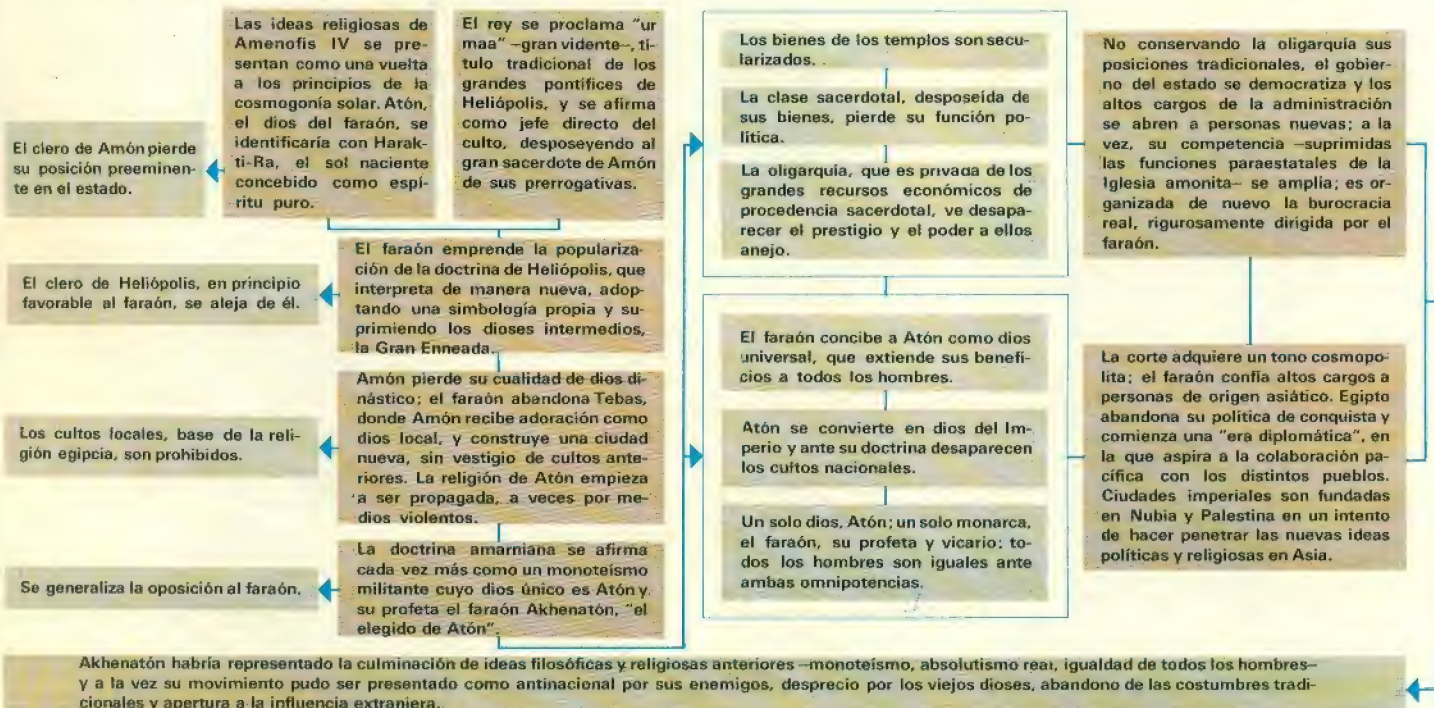 Las ideas religiosas de
Amenofis IV se pre-
sentan como una vuelta
a los principios de la
cosmogonía solar. Atón,
el dios del faraón, se
identificaría con Harak-
ti-Ra, el sol naciente
concebido como espí-
ritu puro.
El rey se proclama "ur
maa" –gran vidente–, tí-
tulo tradicional de los
grandes pontífices de
Heliópolis, y se afirma
como jefe directo del
culto, desposeyendo al
gran sacerdote de Amón
de sus prerrogativas.
El clero de Amón pierde
su posición preeminen-
te en el estado.
El faraón emprende la populariza-
ción de la doctrina de Heliópolis, que
interpreta de manera nueva, adop-
tando una simbología propia y su-
primiendo los dioses intermedios,
la Gran Enneada.
El clero de Heliópolis, en principio
favorable al faraón, se aleja de él.
Amón pierde su cualidad de dios di-
nástico; el faraón abandona Tebas,
donde Amón recibe adoración como
dios local, y construye una ciudad
nueva, sin vestigio de cultos ante-
riores. La religión de Atón empieza
a ser propagada, a veces por me-
dios violentos.
Los cultos locales, base de la reli-
gión egipcia, son prohibidos.
La doctrina amarniana se afirma
cada vez más como un monoteísmo
militante cuyo dios único es Atón y
su profeta el faraón Akhenatón, "el
elegido de Atón".
Se generaliza la oposición al faraón.
Los bienes de los templos son secu-
larizados.
La clase sacerdotal, desposeída de
sus bienes, pierde su función po-
lítica.
La oligarquía, que es privada de los
grandes recursos económicos de
procedencia sacerdotal, ve desapa-
recer el prestigio y el poder a ellos
anejo.
El faraón concibe a Atón como dios
universal, que extiende sus benefi-
cios a todos los hombres.
Atón se convierte en dios del Im-
perio y ante su doctrina desaparecen
los cultos nacionales.
Un solo dios, Atón; un solo monarca,
el faraón, su profeta y vicario; to-
dos los hombres son iguales ante
ambas omnipotencias.
No conservando la oligarquía sus
posiciones tradicionales, el gobier-
no del estado se democratiza y los
altos cargos de la administración
se abren a personas nuevas; a la
vez, su competencia –suprimidas
las funciones paraestatales de la
Iglesia amonita– se amplía; es or-
ganizada de nuevo la burocracia
real, rigurosamente dirigida por el
faraón.
La corte adquiere un tono cosmopo-
lita; el faraón confía altos cargos a
personas de origen asiático. Egipto
abandona su política de conquista y
comienza una "era diplomática", en
la que aspira a la colaboración pa-
cífica con los distintos pueblos.
Ciudades imperiales son fundadas
en Nubia y Palestina en un intento
de hacer penetrar las nuevas ideas
políticas y religiosas en Asia.
Akhenatón habría representado la culminación de ideas filosóficas y religiosas anteriores –monoteísmo, absolutismo real, igualdad de todos los hombres–
y a la vez su movimiento pudo ser presentado como antinacional por sus enemigos, desprecio por los viejos dioses, abandono de las costumbres tradi-
cionales y apertura a la influencia extranjera.